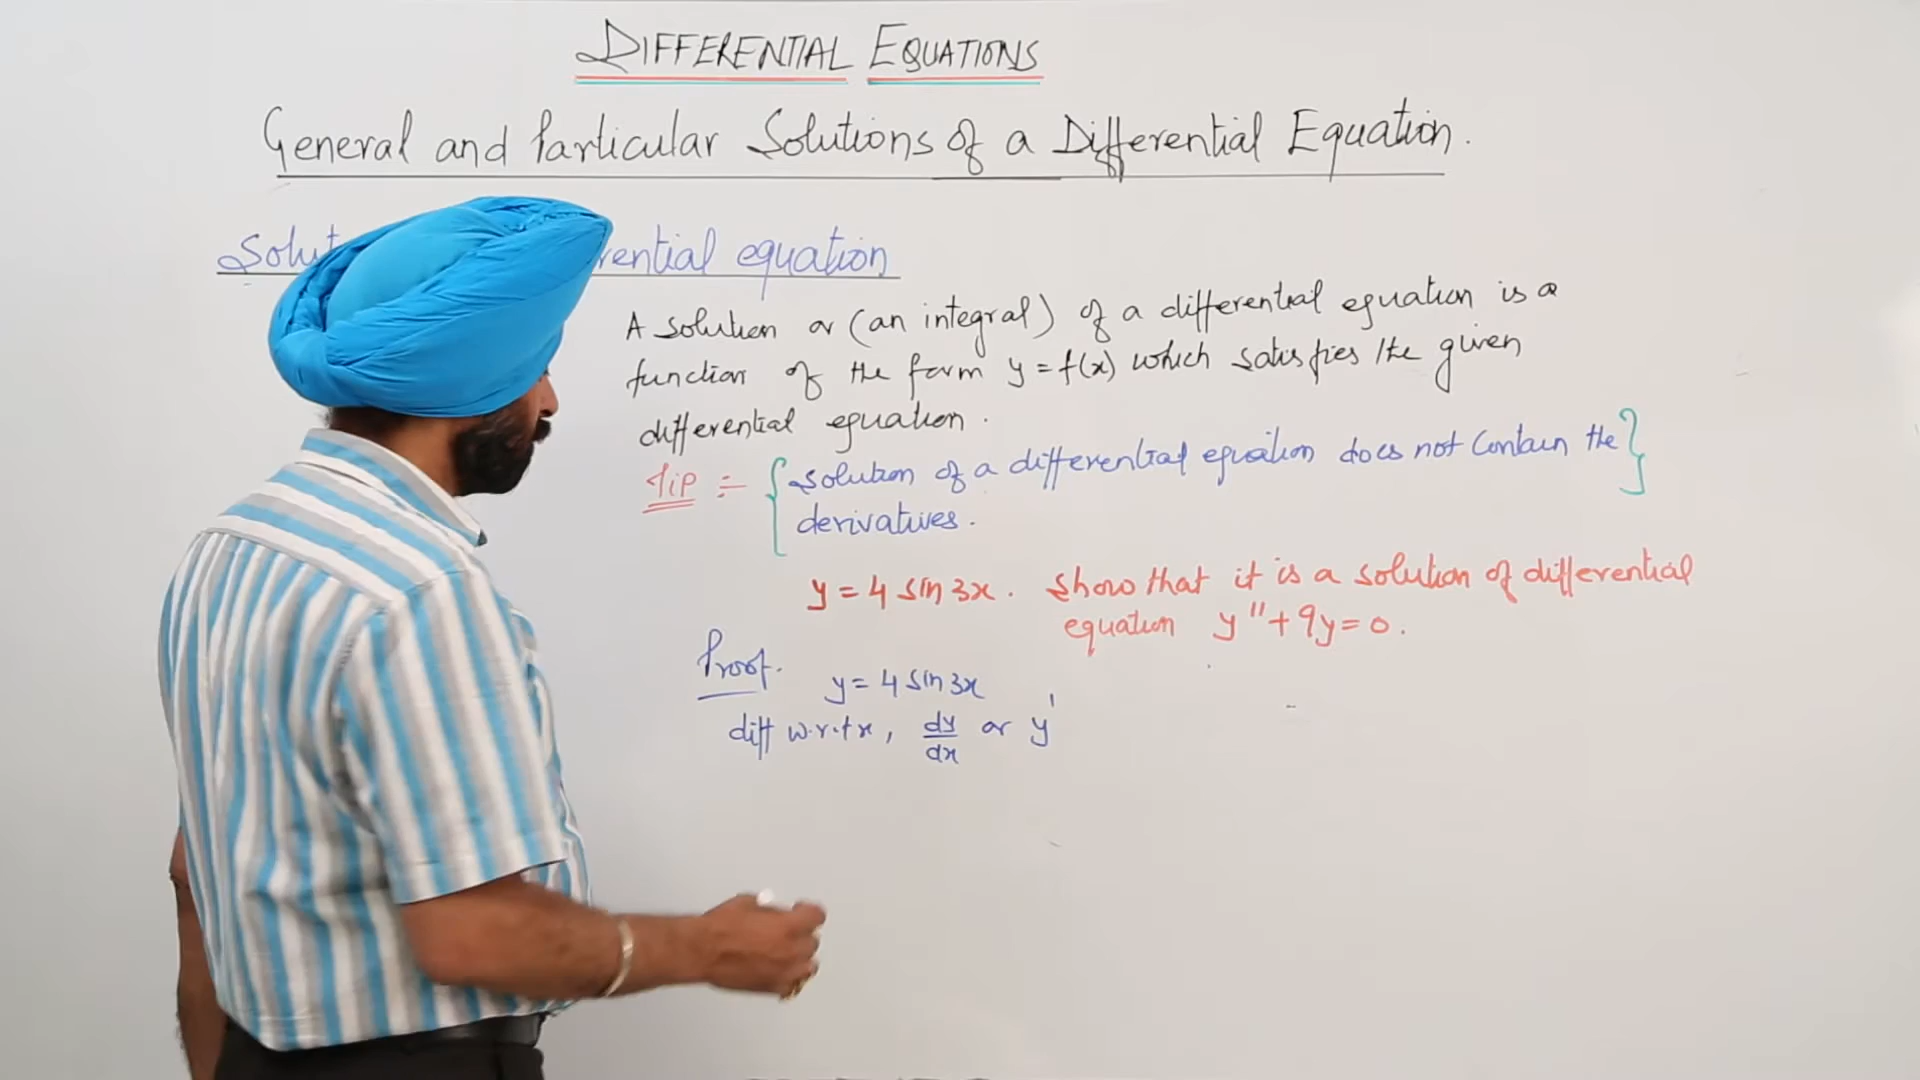 DIFFERENTIAL EQUATIONS
General and Particular Solutions of a Differential Equation.
rential equation
A solution or (an integral) of a differential equation is a
function of the form y = f(x) which satisfies the given
differential equation.
Tip :- { Solution of a differential equation does not contain the }
derivatives.
y = 4 sin 3x. Show that it is a solution of differential
equation y" + 9y = 0.
Proof. y = 4 sin 3x
diff w.r.t x, dy/dx or y'